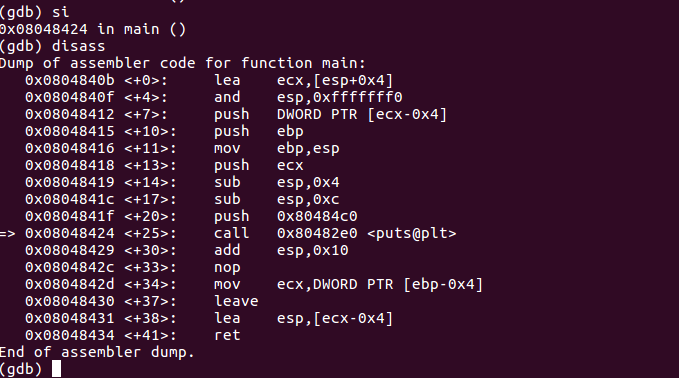 (gdb) si
0x08048424 in main ()
(gdb) disass
Dump of assembler code for function main:
   0x0804840b <+0>:     lea    ecx,[esp+0x4]
   0x0804840f <+4>:     and    esp,0xfffffff0
   0x08048412 <+7>:     push   DWORD PTR [ecx-0x4]
   0x08048415 <+10>:    push   ebp
   0x08048416 <+11>:    mov    ebp,esp
   0x08048418 <+13>:    push   ecx
   0x08048419 <+14>:    sub    esp,0x4
   0x0804841c <+17>:    sub    esp,0xc
   0x0804841f <+20>:    push   0x80484c0
=> 0x08048424 <+25>:    call   0x80482e0 <puts@plt>
   0x08048429 <+30>:    add    esp,0x10
   0x0804842c <+33>:    nop
   0x0804842d <+34>:    mov    ecx,DWORD PTR [ebp-0x4]
   0x08048430 <+37>:    leave
   0x08048431 <+38>:    lea    esp,[ecx-0x4]
   0x08048434 <+41>:    ret
End of assembler dump.
(gdb)